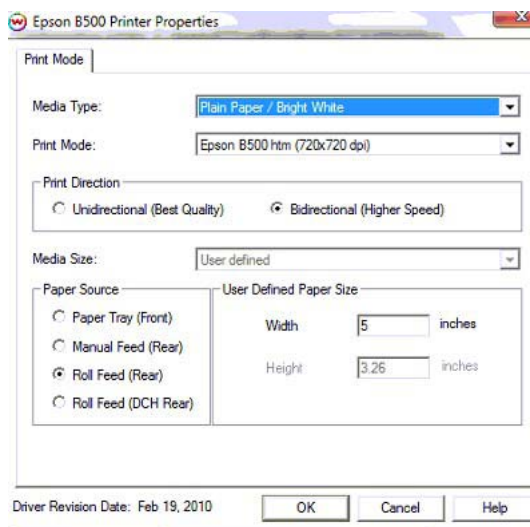 Epson B500 Printer Properties
Print Mode
Media Type: Plain Paper / Bright White
Print Mode: Epson B500 htm (720x720 dpi)
Print Direction
Unidirectional (Best Quality) Bidirectional (Higher Speed)
Media Size: User defined
Paper Source User Defined Paper Size
Paper Tray (Front) Width 5 inches
Manual Feed (Rear)
Roll Feed (Rear) Height 3.26 inches
Roll Feed (DCH Rear)
Driver Revision Date: Feb 19, 2010 OK Cancel Help